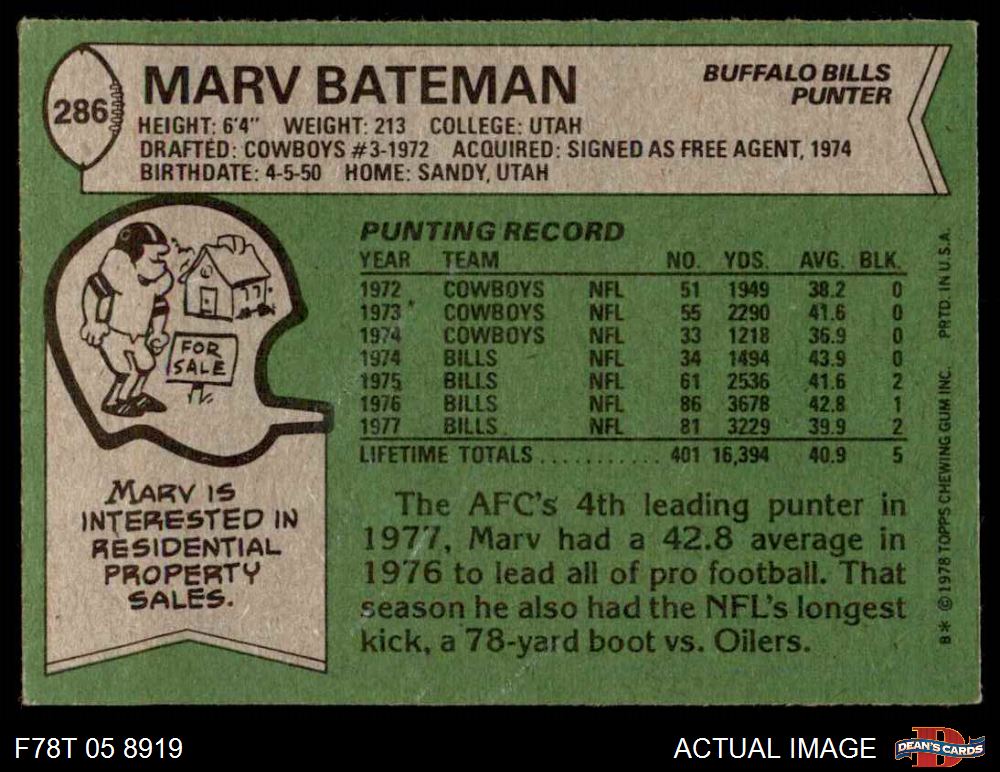 286
MARV BATEMAN
BUFFALO BILLS
PUNTER
HEIGHT: 6'4" WEIGHT: 213 COLLEGE: UTAH
DRAFTED: COWBOYS #3-1972 ACQUIRED: SIGNED AS FREE AGENT, 1974
BIRTHDATE: 4-5-50 HOME: SANDY, UTAH
FOR
SALE
MARV IS
INTERESTED IN
RESIDENTIAL
PROPERTY
SALES.
PUNTING RECORD
YEAR TEAM NO. YDS. AVG. BLK.
1972 COWBOYS NFL 51 1949 38.2 0
1973 COWBOYS NFL 55 2290 41.6 0
1974 COWBOYS NFL 33 1218 36.9 0
1974 BILLS NFL 34 1494 43.9 0
1975 BILLS NFL 61 2536 41.6 2
1976 BILLS NFL 86 3678 42.8 1
1977 BILLS NFL 81 3229 39.9 2
LIFETIME TOTALS ............ 401 16,394 40.9 5
The AFC's 4th leading punter in
1977, Marv had a 42.8 average in
1976 to lead all of pro football. That
season he also had the NFL's longest
kick, a 78-yard boot vs. Oilers.
B* © 1978 TOPPS CHEWING GUM INC. PRTD. IN U.S.A.
F78T 05 8919
ACTUAL IMAGE
D
DEAN'S CARDS